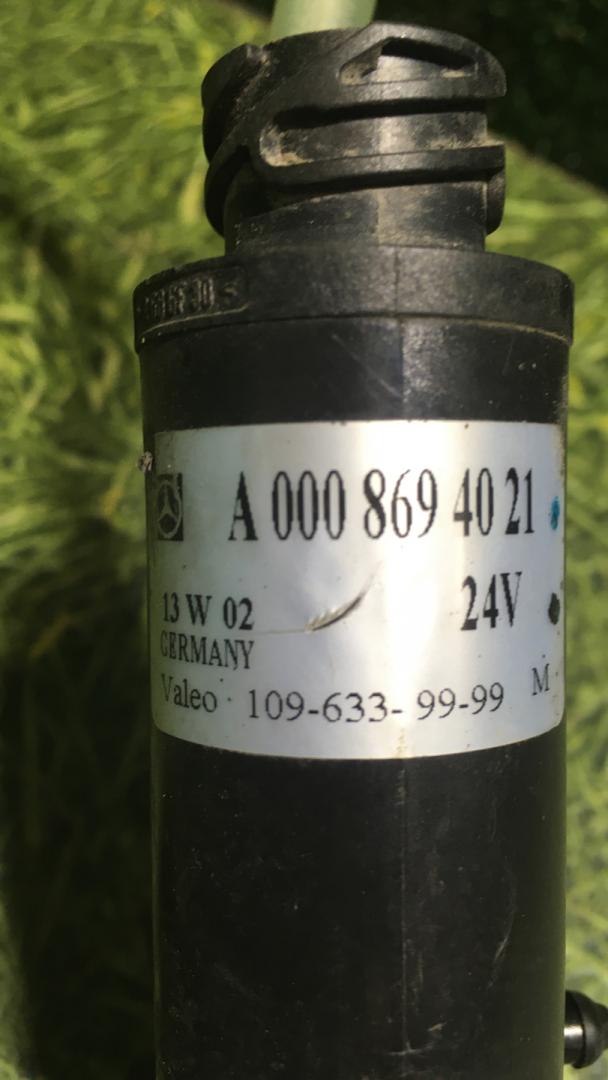 A 000 869 40 21
13 W 02 24V
GERMANY
Valeo 109-633-99-99 M